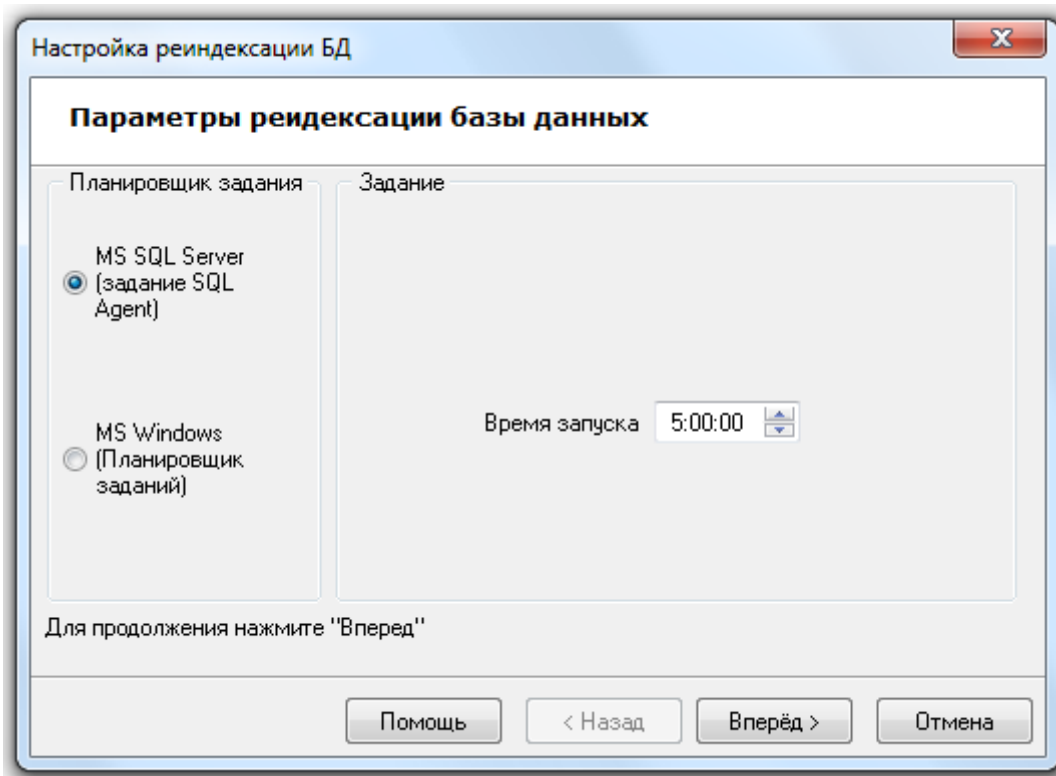 Настройка реиндексации БД
Параметры реидексации базы данных
Планировщик задания
Задание
MS SQL Server
(задание SQL
Agent)
Время запуска 5:00:00
MS Windows
(Планировщик
заданий)
Для продолжения нажмите "Вперед"
Помощь < Назад Вперёд > Отмена